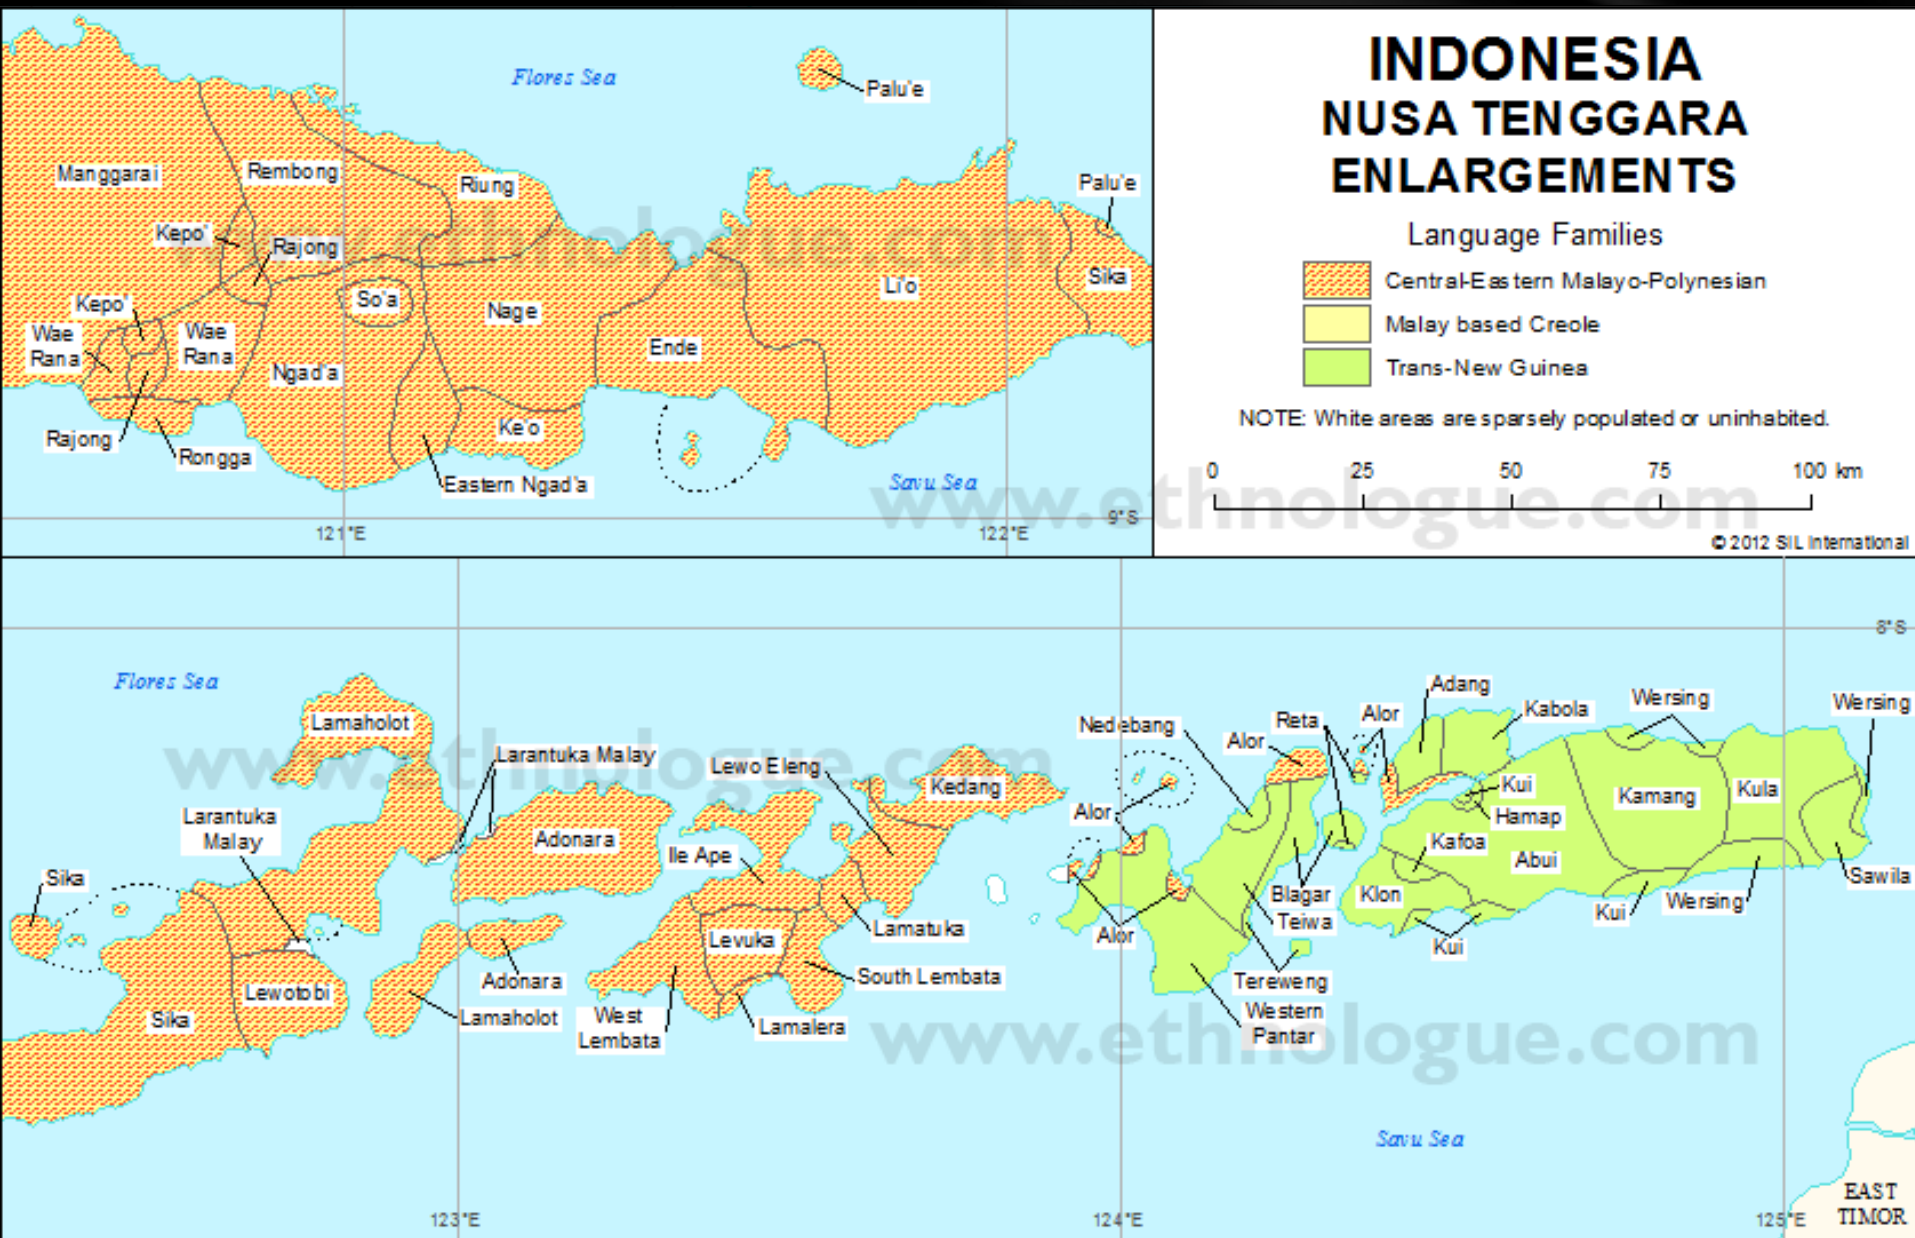 INDONESIA
NUSA TENGGARA
ENLARGEMENTS
Language Families
Central-Eastern Malayo-Polynesian
Malay based Creole
Trans-New Guinea
NOTE: White areas are sparsely populated or uninhabited.
0 25 50 75 100 km
© 2012 SIL International
www.ethnologue.com
Flores Sea
Palu'e
Manggarai
Rembong
Riung
Palu'e
Kepo'
Rajong
Sika
Kepo'
So'a
Nage
Li'o
Wae
Rana
Wae
Rana
Ende
Ngad'a
Rajong
Rongga
Ke'o
Eastern Ngad'a
Savu Sea
9°S
121°E
122°E
www.ethnologue.com
8°S
Flores Sea
Lamaholot
Larantuka Malay
Lewo Eleng
Kedang
Nedebang
Alor
Reta
Alor
Adang
Kabola
Wersing
Wersing
www.ethnologue.com
Larantuka
Malay
Adonara
Ile Ape
Alor
Kui
Hamap
Kamang
Kula
Kafoa
Abui
Sika
Blagar
Klon
Sawila
Teiwa
Kui
Wersing
Lamatuka
Alor
Kui
Levuka
South Lembata
Adonara
Tereweng
Lewotobi
Sika
Lamaholot
West
Lembata
Lamalera
Western
Pantar
www.ethnologue.com
Savu Sea
EAST
TIMOR
123°E
124°E
125°E